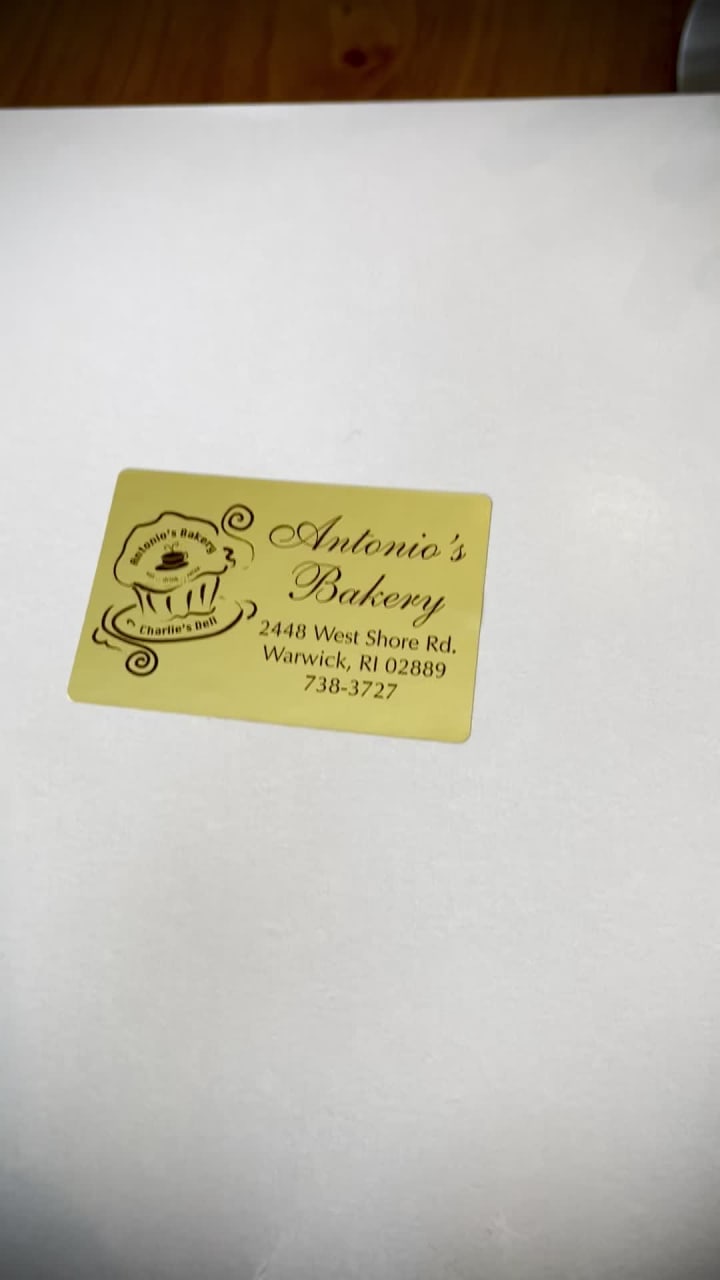 Antonio's Bakery
Charlie's Deli
Antonio's
Bakery
2448 West Shore Rd.
Warwick, RI 02889
738-3727